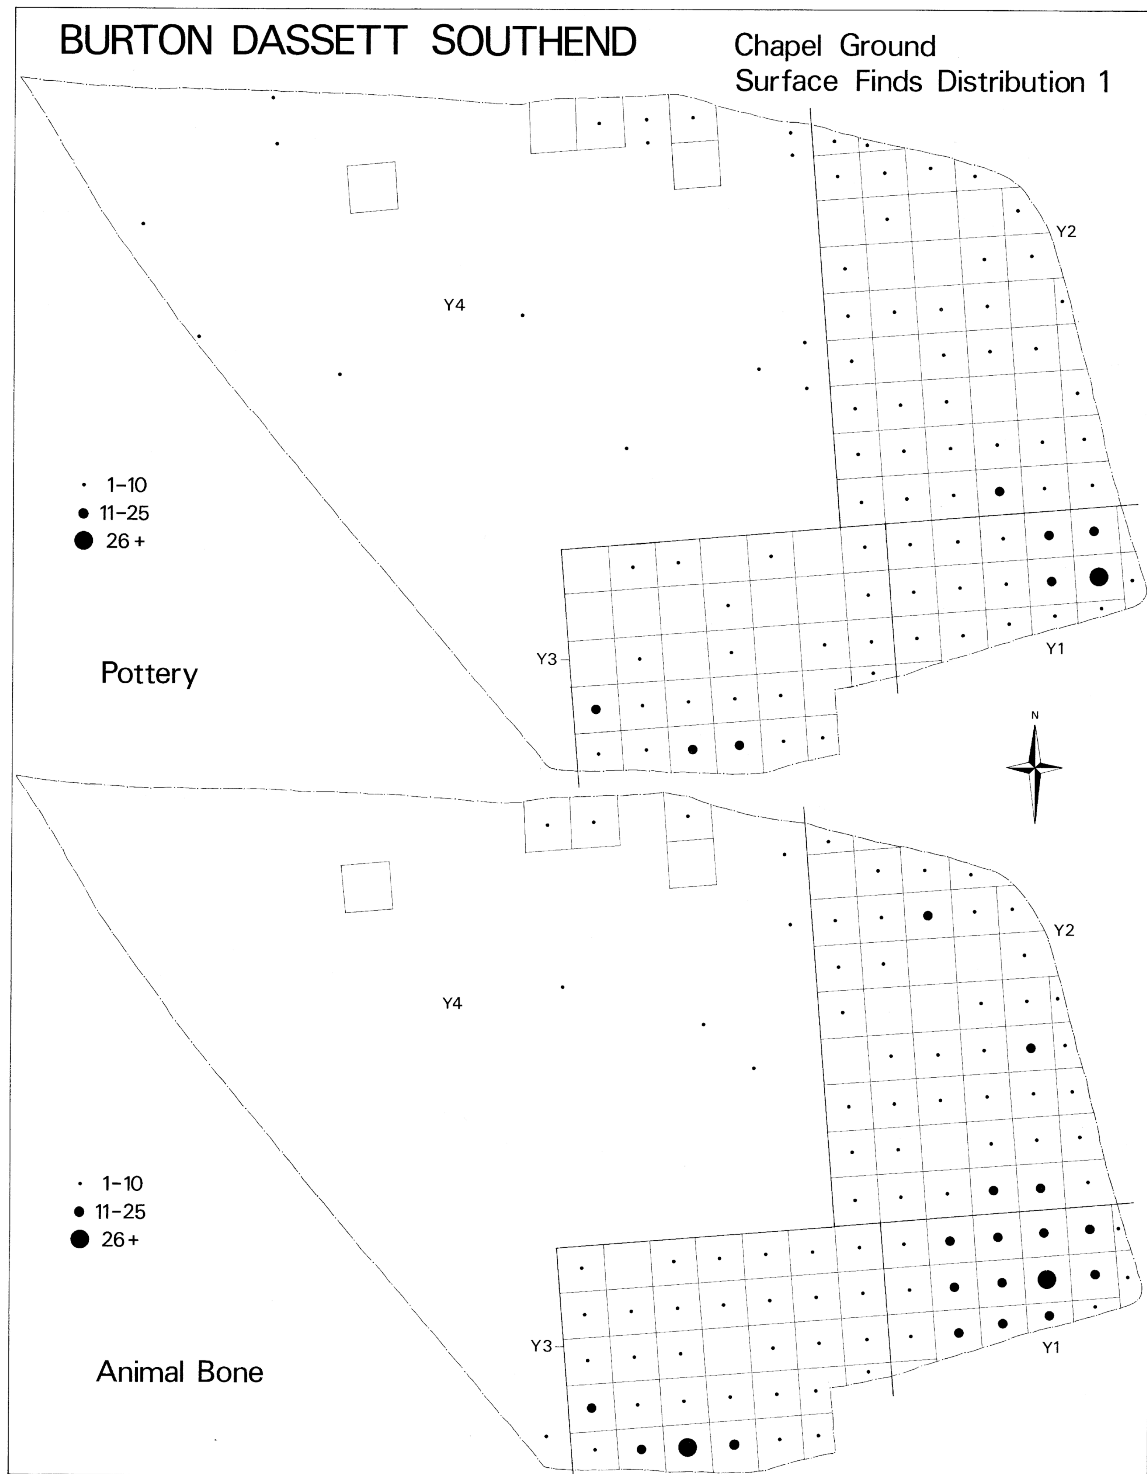 BURTON DASSETT SOUTHEND
Chapel Ground
Surface Finds Distribution 1
Y2
Y4
1-10
11-25
26+
Y3
Pottery
Y1
N
Y2
Y4
1-10
11-25
26+
Y3
Y1
Animal Bone